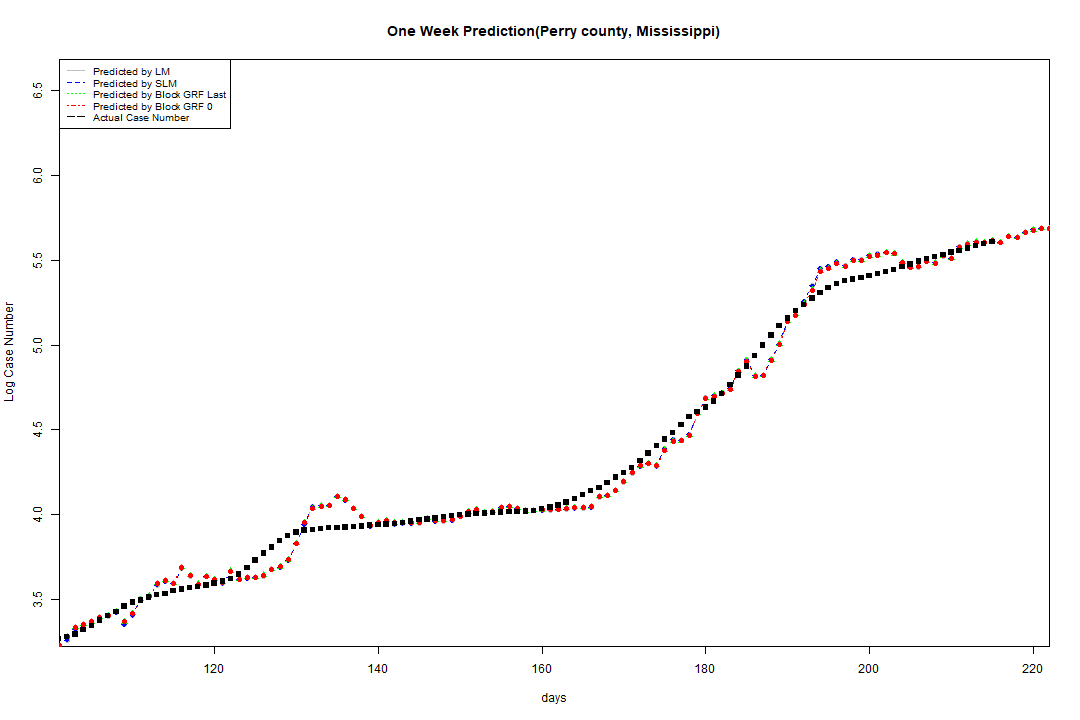 One Week Prediction(Perry county, Mississippi)
Predicted by LM
Predicted by SLM
Predicted by Block GRF Last
Predicted by Block GRF 0
Actual Case Number
6.5
6.0
5.5
5.0
4.5
4.0
3.5
Log Case Number
120 140 160 180 200 220
days